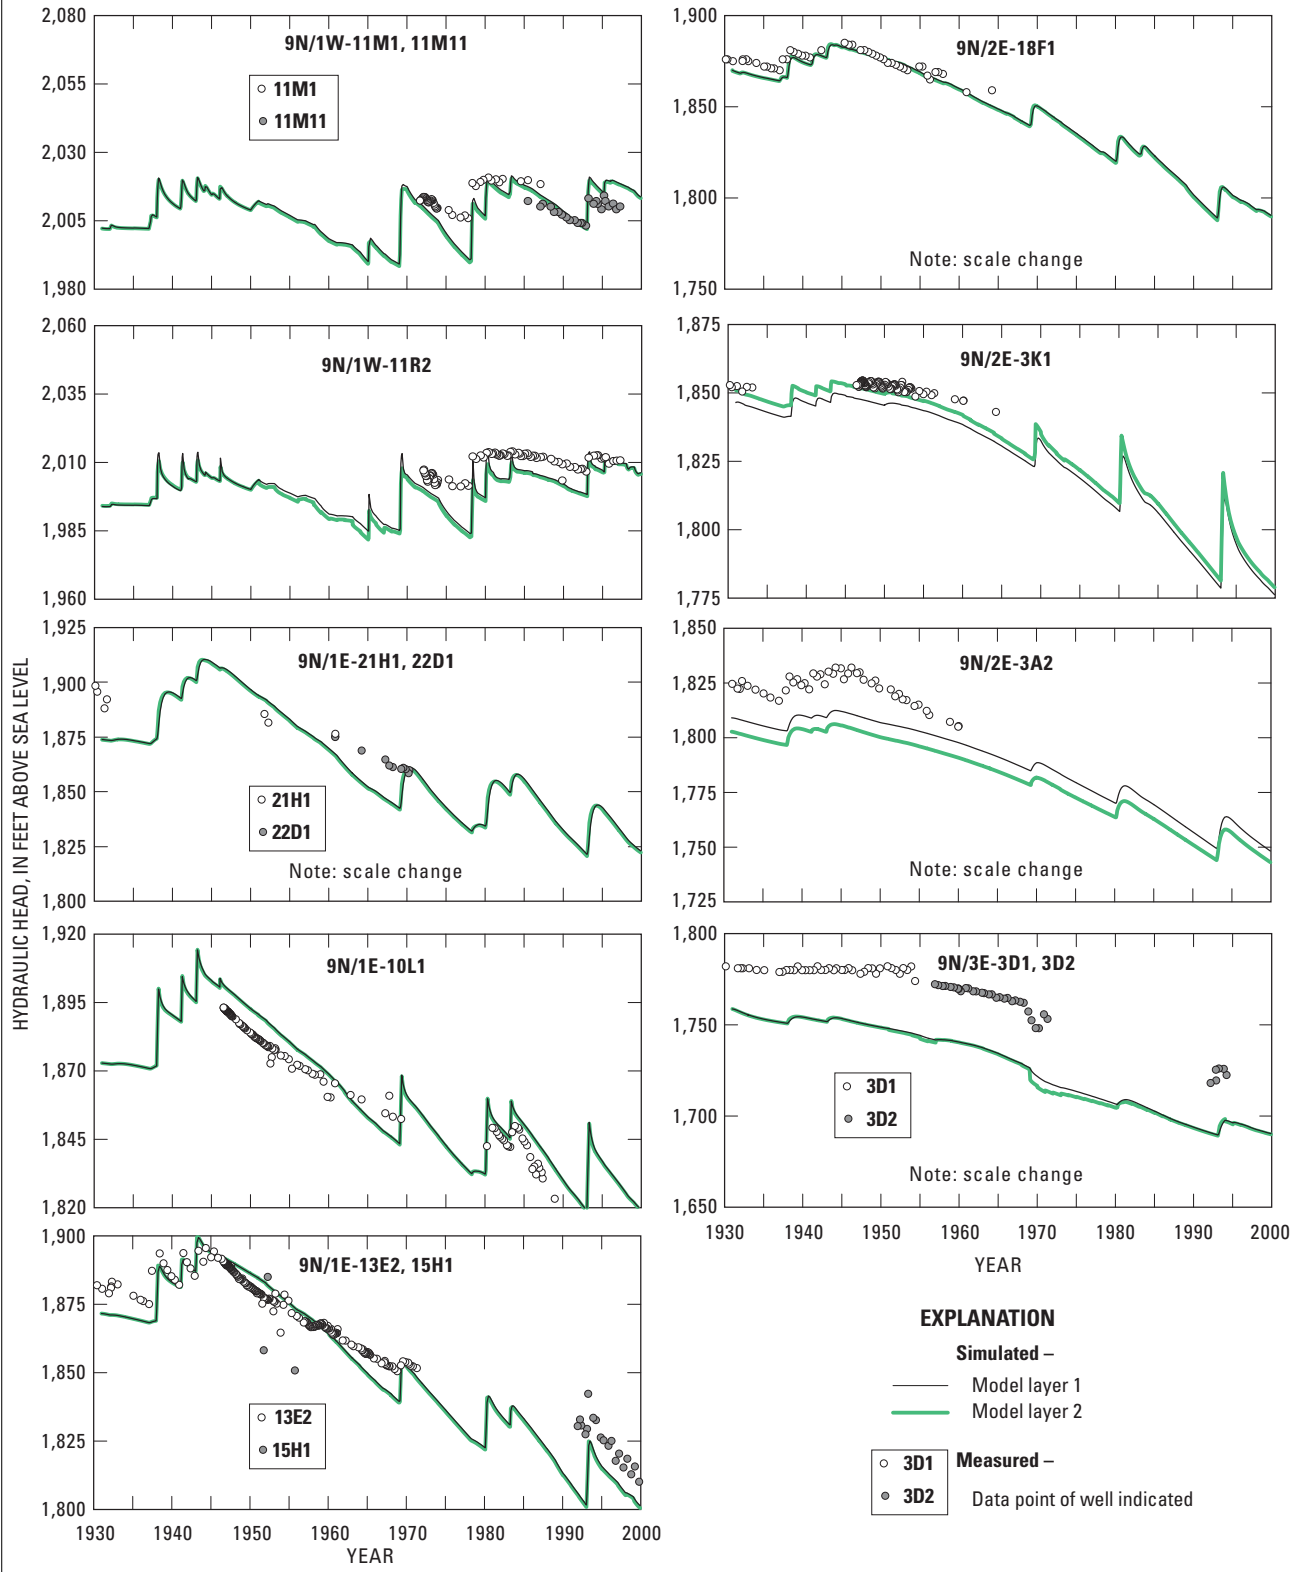 HYDRAULIC HEAD, IN FEET ABOVE SEA LEVEL
9N/1W-11M1, 11M11
2,080
2,055
2,030
2,005
1,980
11M1
11M11
9N/1W-11R2
2,060
2,035
2,010
1,985
1,960
9N/1E-21H1, 22D1
1,925
1,900
1,875
1,850
1,825
1,800
21H1
22D1
Note: scale change
9N/1E-10L1
1,920
1,895
1,870
1,845
1,820
9N/1E-13E2, 15H1
1,900
1,875
1,850
1,825
1,800
13E2
15H1
1930 1940 1950 1960 1970 1980 1990 2000
YEAR
9N/2E-18F1
1,900
1,850
1,800
1,750
Note: scale change
9N/2E-3K1
1,875
1,850
1,825
1,800
1,775
9N/2E-3A2
1,850
1,825
1,800
1,775
1,750
1,725
Note: scale change
9N/3E-3D1, 3D2
1,800
1,750
1,700
1,650
3D1
3D2
Note: scale change
1930 1940 1950 1960 1970 1980 1990 2000
YEAR
EXPLANATION
Simulated –
Model layer 1
Model layer 2
3D1 Measured –
3D2 Data point of well indicated